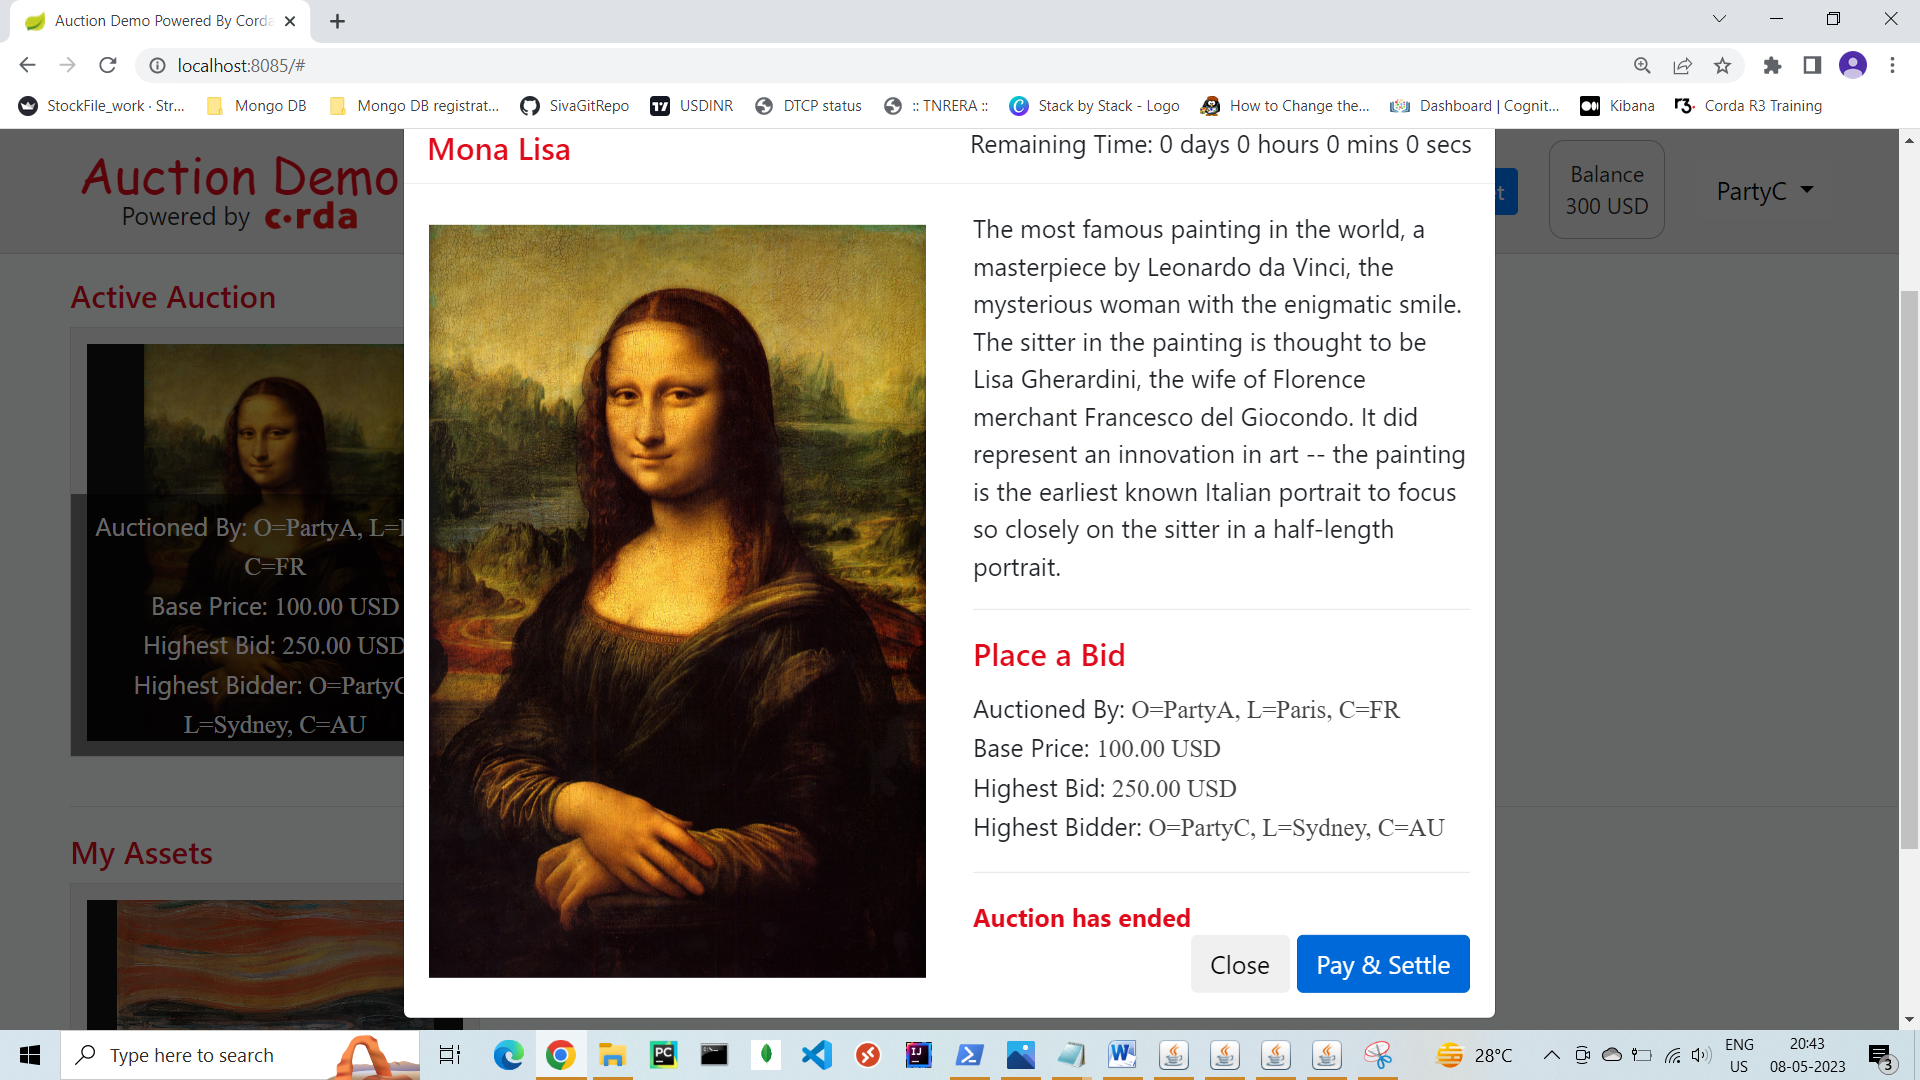 Auction Demo Powered By Corda
localhost:8085/#
StockFile_work · Str...
Mongo DB
Mongo DB registrat...
SivaGitRepo
USDINR
DTCP status
:: TNRERA ::
Stack by Stack - Logo
How to Change the...
Dashboard | Cognit...
Kibana
Corda R3 Training
Auction Demo
Powered by c·rda
Balance
300 USD
PartyC
Active Auction
Auctioned By: O=PartyA, L=
C=FR
Base Price: 100.00 USD
Highest Bid: 250.00 USD
Highest Bidder: O=PartyC
L=Sydney, C=AU
My Assets
Mona Lisa
Remaining Time: 0 days 0 hours 0 mins 0 secs
The most famous painting in the world, a
masterpiece by Leonardo da Vinci, the
mysterious woman with the enigmatic smile.
The sitter in the painting is thought to be
Lisa Gherardini, the wife of Florence
merchant Francesco del Giocondo. It did
represent an innovation in art -- the painting
is the earliest known Italian portrait to focus
so closely on the sitter in a half-length
portrait.
Place a Bid
Auctioned By: O=PartyA, L=Paris, C=FR
Base Price: 100.00 USD
Highest Bid: 250.00 USD
Highest Bidder: O=PartyC, L=Sydney, C=AU
Auction has ended
Close
Pay & Settle
Type here to search
28°C
ENG
US
20:43
08-05-2023
3